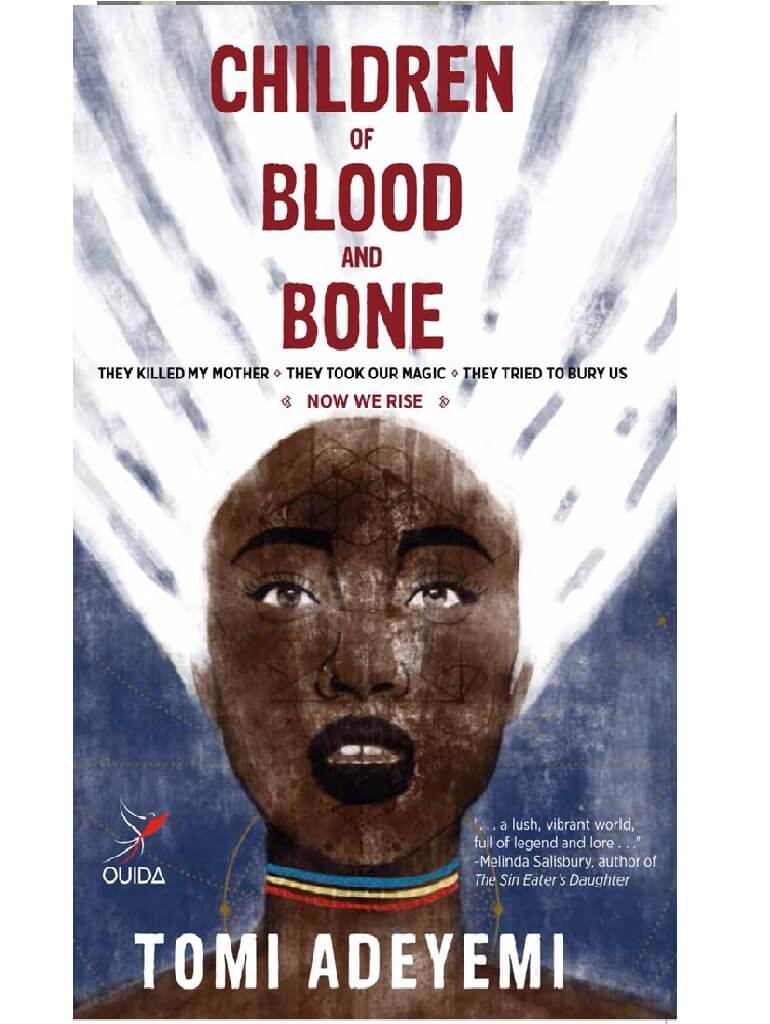 CHILDREN
OF
BLOOD
AND
BONE
THEY KILLED MY MOTHER ◇ THEY TOOK OUR MAGIC ◇ THEY TRIED TO BURY US
NOW WE RISE
". . . a lush, vibrant world,
full of legend and lore . . ."
-Melinda Salisbury, author of
The Sin Eater's Daughter
OUIDA
TOMI ADEYEMI